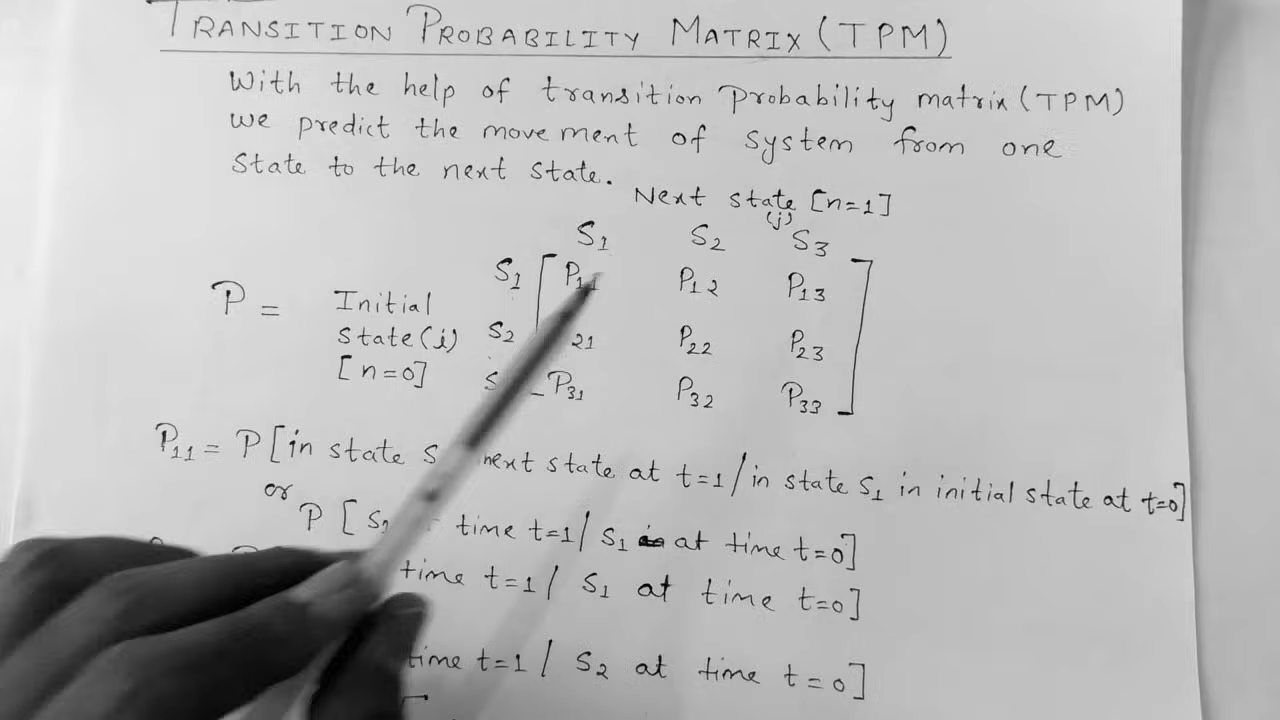 TRANSITION PROBABILITY MATRIX (TPM)
With the help of transition probability matrix (TPM)
we predict the movement of system from one
state to the next state.
Next state [n=1]
(j)
S1 S2 S3
S1 P11 P12 P13
P = Initial
state(i)
[n=0]
S2 21 P22 P23
S P31 P32 P33
P11 = P[in state S next state at t=1/in state S1 in initial state at t=0]
or
P [S time t=1/ S1 at time t=0]
time t=1 / S1 at time t=0]
time t=1 / S2 at time t=0]